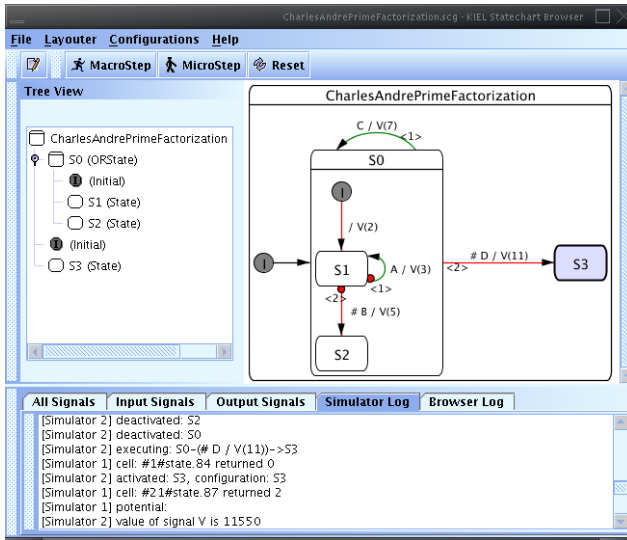 CharlesAndrePrimeFactorization.scg - KIEL Statechart Browser
File Layouter Configurations Help
MacroStep MicroStep Reset
Tree View
CharlesAndrePrimeFactorization
S0 (ORState)
I (Initial)
S1 (State)
S2 (State)
I (Initial)
S3 (State)
CharlesAndrePrimeFactorization
C / V(7)
<1>
S0
I
/ V(2)
I
S1
A / V(3)
<1>
<2>
# B / V(5)
S2
# D / V(11)
<2>
S3
All Signals Input Signals Output Signals Simulator Log Browser Log
[Simulator 2] deactivated: S2
[Simulator 2] deactivated: S0
[Simulator 2] executing: S0-(# D / V(11))->S3
[Simulator 1] cell: #1#state.84 returned 0
[Simulator 2] activated: S3, configuration: S3
[Simulator 1] cell: #21#state.87 returned 2
[Simulator 1] potential:
[Simulator 2] value of signal V is 11550